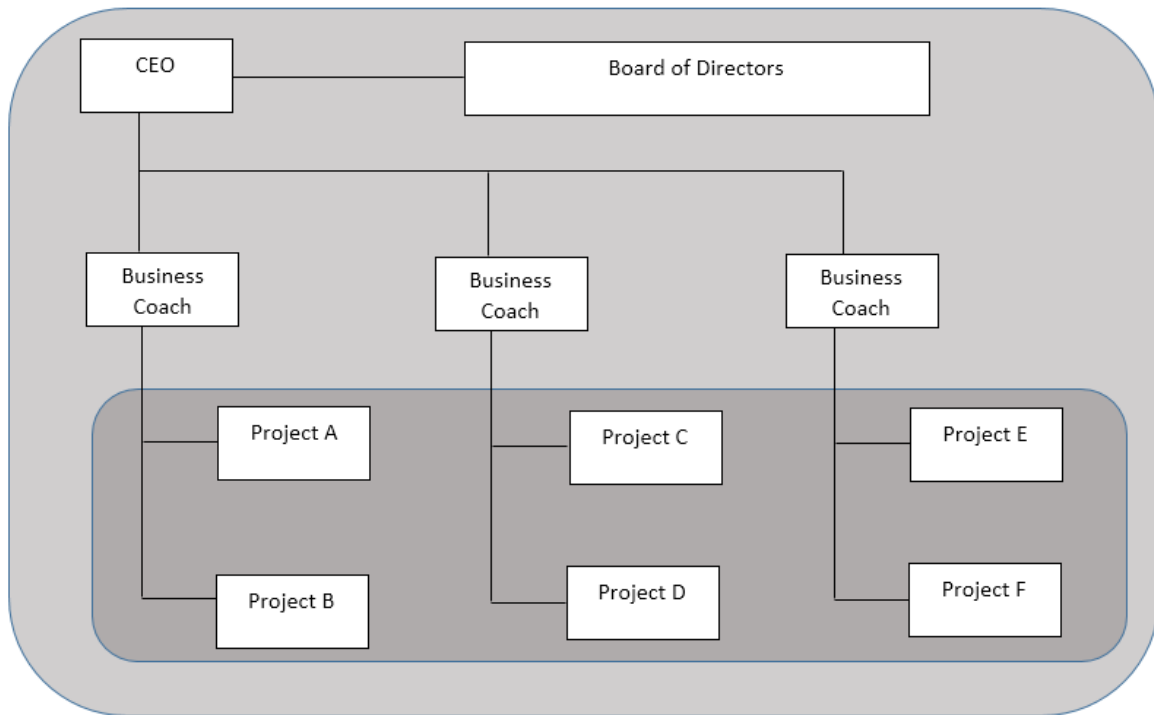 CEO
Board of Directors
Business
Coach
Business
Coach
Business
Coach
Project A
Project C
Project E
Project B
Project D
Project F